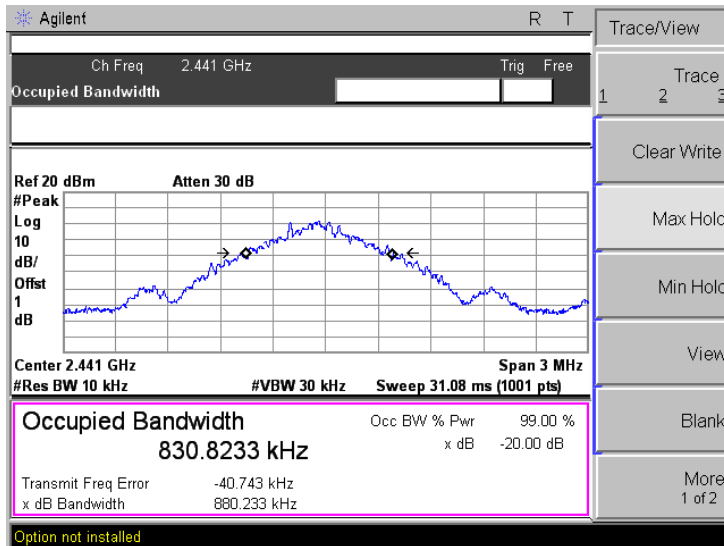 Agilent R T
Ch Freq 2.441 GHz Trig Free
Occupied Bandwidth
Ref 20 dBm Atten 30 dB
#Peak
Log
10
dB/
Offst
1
dB
Center 2.441 GHz Span 3 MHz
#Res BW 10 kHz #VBW 30 kHz Sweep 31.08 ms (1001 pts)
Occupied Bandwidth Occ BW % Pwr 99.00 %
830.8233 kHz x dB -20.00 dB
Transmit Freq Error -40.743 kHz
x dB Bandwidth 880.233 kHz
Option not installed
Trace/View
Trace
1 2 3
Clear Write
Max Hold
Min Hold
View
Blank
More
1 of 2